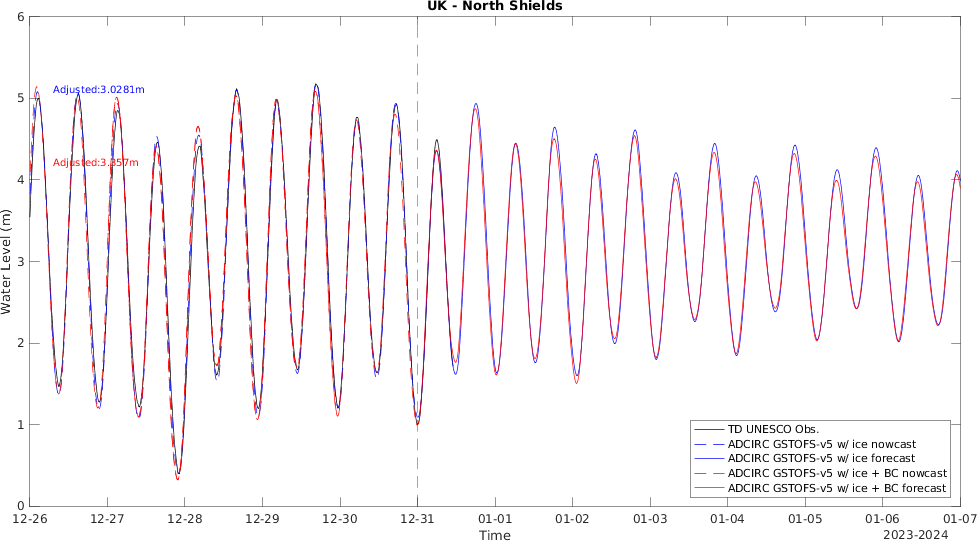 UK - North Shields
6
5
4
3
2
1
0
Water Level (m)
Adjusted:3.0281m
Adjusted:3.357m
12-26
12-27
12-28
12-29
12-30
12-31
01-01
01-02
01-03
01-04
01-05
01-06
01-07
Time
2023-2024
TD UNESCO Obs.
ADCIRC GSTOFS-v5 w/ ice nowcast
ADCIRC GSTOFS-v5 w/ ice forecast
ADCIRC GSTOFS-v5 w/ ice + BC nowcast
ADCIRC GSTOFS-v5 w/ ice + BC forecast